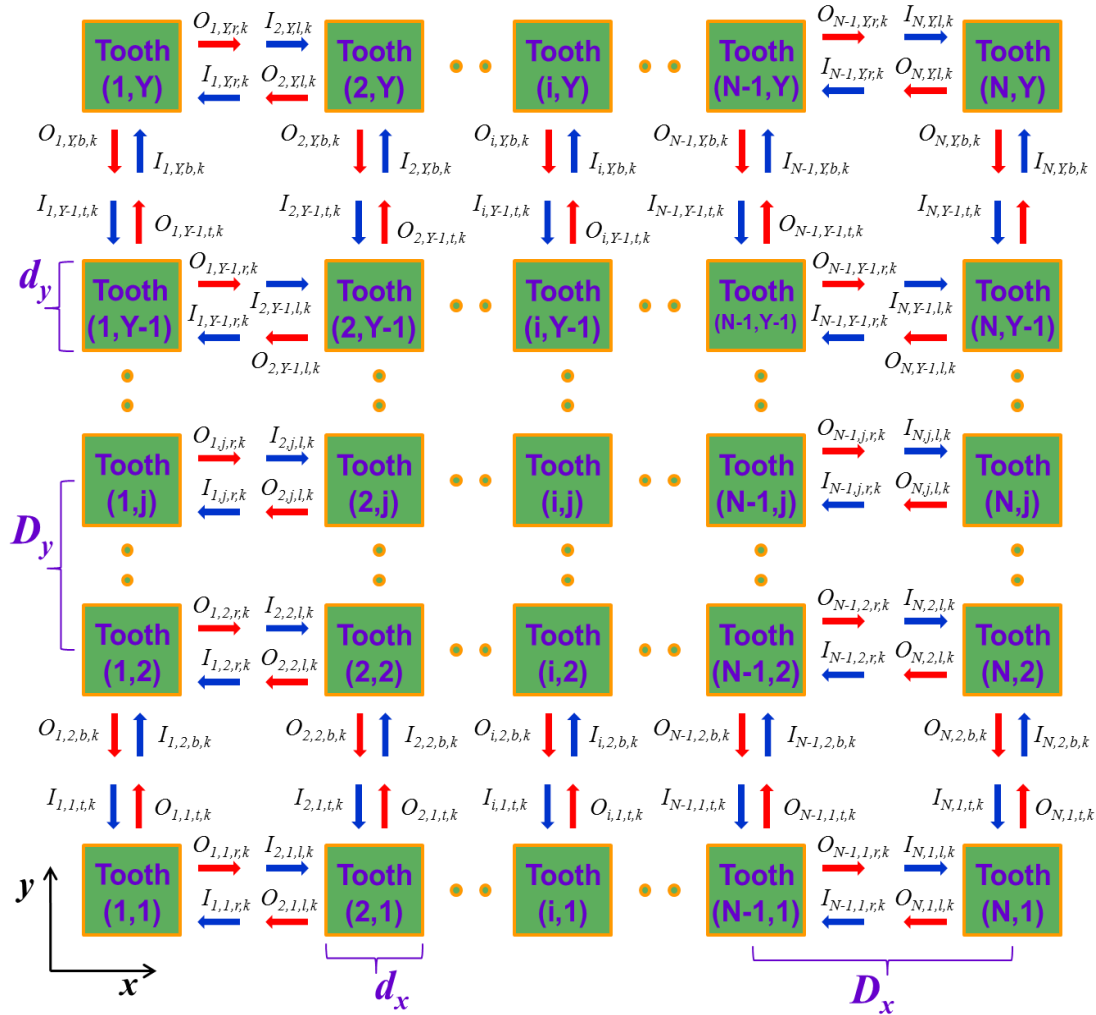 O1,Y,r,k I2,Y,l,k ON-1,Y,r,k IN,Y,l,k
Tooth (1,Y) Tooth (2,Y) Tooth (i,Y) Tooth (N-1,Y) Tooth (N,Y)
I1,Y,r,k O2,Y,l,k IN-1,Y,r,k ON,Y,l,k
O1,Y,b,k O2,Y,b,k Oi,Y,b,k ON-1,Y,b,k ON,Y,b,k
I1,Y,b,k I2,Y,b,k Ii,Y,b,k IN-1,Y,b,k IN,Y,b,k
I1,Y-1,t,k I2,Y-1,t,k Ii,Y-1,t,k IN-1,Y-1,t,k IN,Y-1,t,k
O1,Y-1,t,k O2,Y-1,t,k Oi,Y-1,t,k ON-1,Y-1,t,k
O1,Y-1,r,k ON-1,Y-1,r,k
dy
Tooth (1,Y-1) Tooth (2,Y-1) Tooth (i,Y-1) Tooth (N-1,Y-1) Tooth (N,Y-1)
I2,Y-1,l,k IN,Y-1,l,k
I1,Y-1,r,k IN-1,Y-1,r,k
O2,Y-1,l,k ON,Y-1,l,k
O1,j,r,k I2,j,l,k ON-1,j,r,k IN,j,l,k
Tooth (1,j) Tooth (2,j) Tooth (i,j) Tooth (N-1,j) Tooth (N,j)
I1,j,r,k O2,j,l,k IN-1,j,r,k ON,j,l,k
Dy
O1,2,r,k I2,2,l,k ON-1,2,r,k IN,2,l,k
Tooth (1,2) Tooth (2,2) Tooth (i,2) Tooth (N-1,2) Tooth (N,2)
I1,2,r,k O2,2,l,k IN-1,2,r,k ON,2,l,k
O1,2,b,k O2,2,b,k Oi,2,b,k ON-1,2,b,k ON,2,b,k
I1,2,b,k I2,2,b,k Ii,2,b,k IN-1,2,b,k IN,2,b,k
I1,1,t,k I2,1,t,k Ii,1,t,k IN-1,1,t,k IN,1,t,k
O1,1,t,k O2,1,t,k Oi,1,t,k ON-1,1,t,k ON,1,t,k
O1,1,r,k I2,1,l,k ON-1,1,r,k IN,1,l,k
Tooth (1,1) Tooth (2,1) Tooth (i,1) Tooth (N-1,1) Tooth (N,1)
I1,1,r,k O2,1,l,k IN-1,1,r,k ON,1,l,k
y
x
dx
Dx